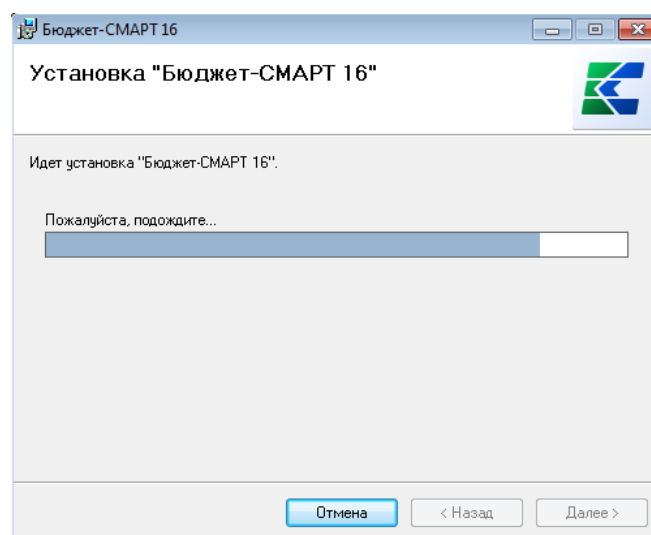 Бюджет-СМАРТ 16
Установка "Бюджет-СМАРТ 16"
Идет установка "Бюджет-СМАРТ 16".
Пожалуйста, подождите...
Отмена
< Назад
Далее >